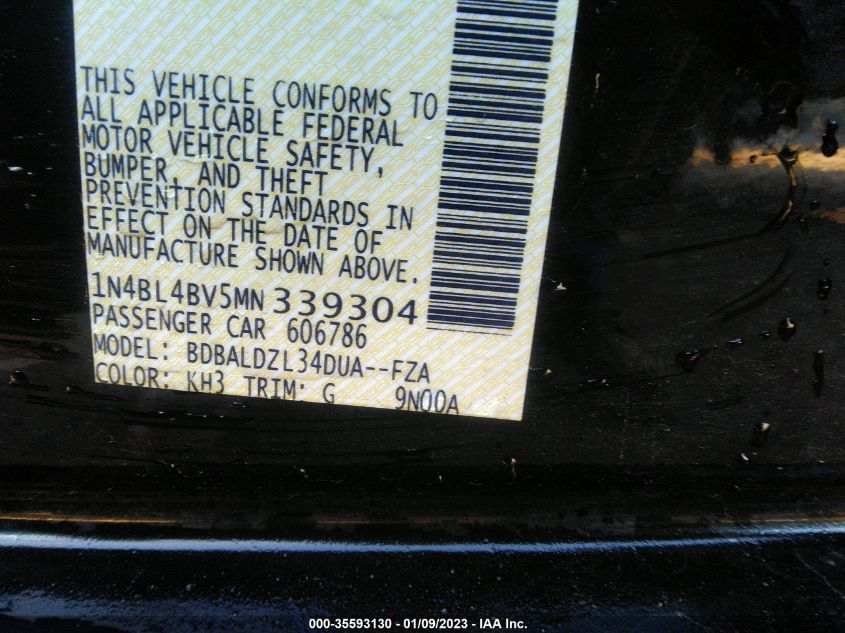 THIS VEHICLE CONFORMS TO
ALL APPLICABLE FEDERAL
MOTOR VEHICLE SAFETY,
BUMPER, AND THEFT
PREVENTION STANDARDS IN
EFFECT ON THE DATE OF
MANUFACTURE SHOWN ABOVE.
1N4BL4BV5MN339304
PASSENGER CAR 606786
MODEL: BDBALDZL34DUA--FZA
COLOR: KH3 TRIM: G 9N00A
000-35593130 - 01/09/2023 - IAA Inc.